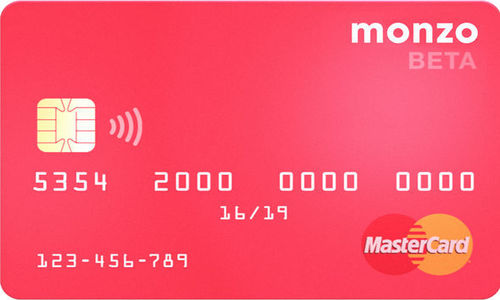 monzo
BETA
5354 2000 0000 0000
16/19
123-456-789
MasterCard